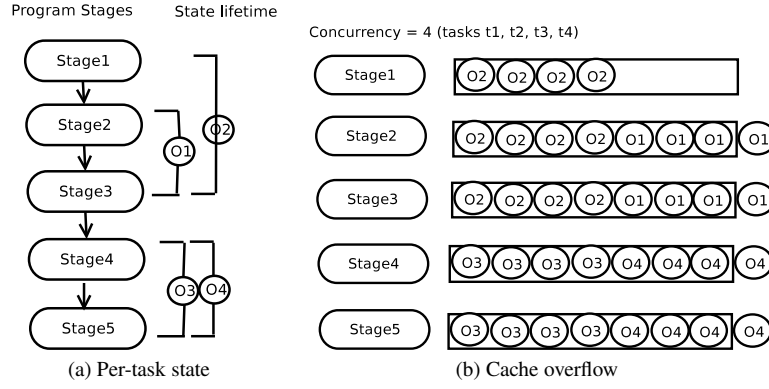 Program Stages
State lifetime
Stage1
Stage2
Stage3
Stage4
Stage5
O1
O2
O3
O4
(a) Per-task state
Concurrency = 4 (tasks t1, t2, t3, t4)
Stage1
O2 O2 O2 O2
Stage2
O2 O2 O2 O2 O1 O1 O1 O1
Stage3
O2 O2 O2 O2 O1 O1 O1 O1
Stage4
O3 O3 O3 O3 O4 O4 O4 O4
Stage5
O3 O3 O3 O3 O4 O4 O4 O4
(b) Cache overflow